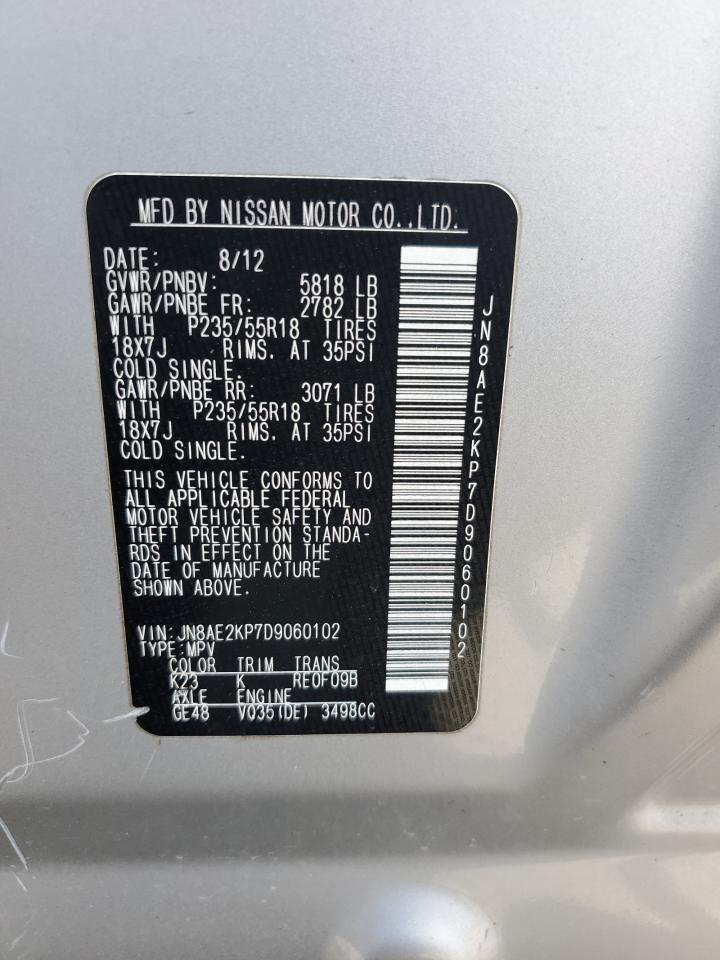 MFD BY NISSAN MOTOR CO.,LTD.
DATE: 8/12
GVWR/PNBV: 5818 LB
GAWR/PNBE FR: 2782 LB
WITH P235/55R18 TIRES
18X7J RIMS. AT 35PSI
COLD SINGLE.
GAWR/PNBE RR: 3071 LB
WITH P235/55R18 TIRES
18X7J RIMS. AT 35PSI
COLD SINGLE.
THIS VEHICLE CONFORMS TO
ALL APPLICABLE FEDERAL
MOTOR VEHICLE SAFETY AND
THEFT PREVENTION STANDA-
RDS IN EFFECT ON THE
DATE OF MANUFACTURE
SHOWN ABOVE.
VIN:JN8AE2KP7D9060102
TYPE:MPV
COLOR TRIM TRANS
K23 K RE0F09B
AXLE ENGINE
GE48 VQ35(DE) 3498CC
JN8AE2KP7D9060102